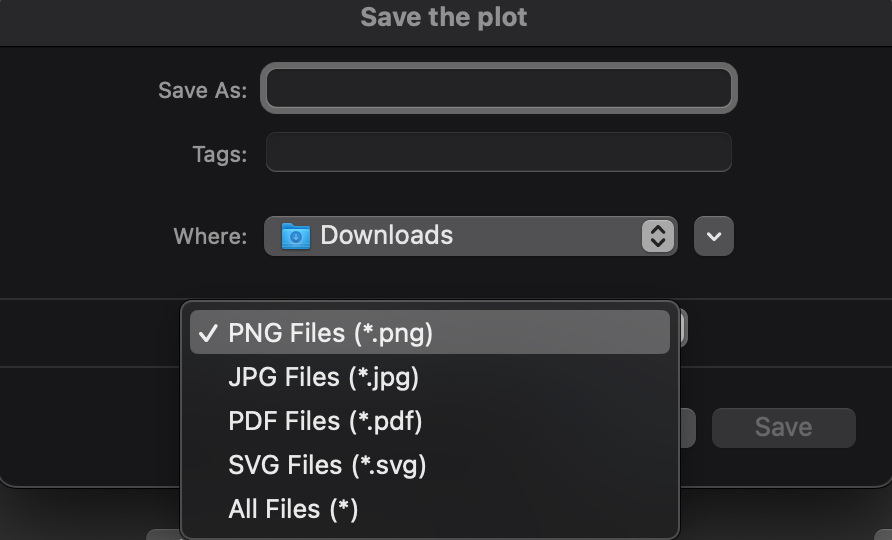 Save the plot
Save As:
Tags:
Where: Downloads
PNG Files (*.png)
JPG Files (*.jpg)
PDF Files (*.pdf)
SVG Files (*.svg)
Save
All Files (*)